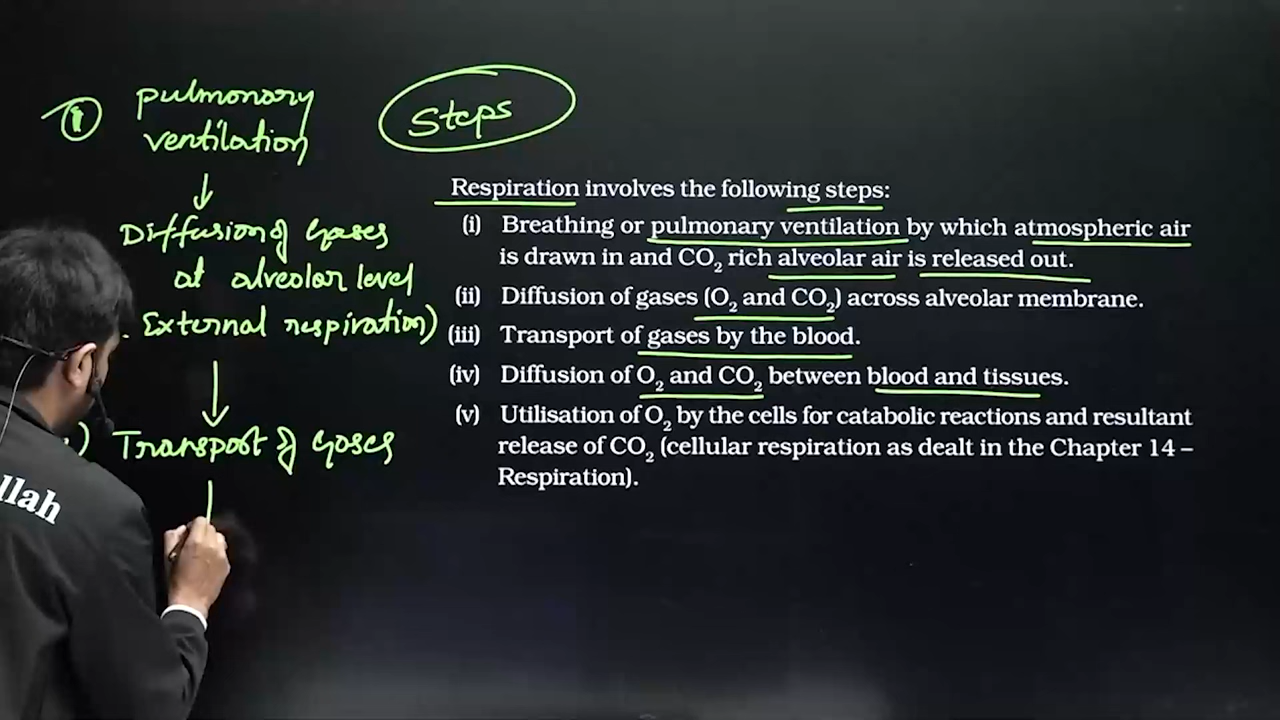 ① pulmonary
ventilation
Steps
Diffusion of Gases
at alveolar level
External respiration)
) Transport of Gases
Respiration involves the following steps:
(i) Breathing or pulmonary ventilation by which atmospheric air
is drawn in and CO₂ rich alveolar air is released out.
(ii) Diffusion of gases (O₂ and CO₂) across alveolar membrane.
(iii) Transport of gases by the blood.
(iv) Diffusion of O₂ and CO₂ between blood and tissues.
(v) Utilisation of O₂ by the cells for catabolic reactions and resultant
release of CO₂ (cellular respiration as dealt in the Chapter 14 –
Respiration).
llah